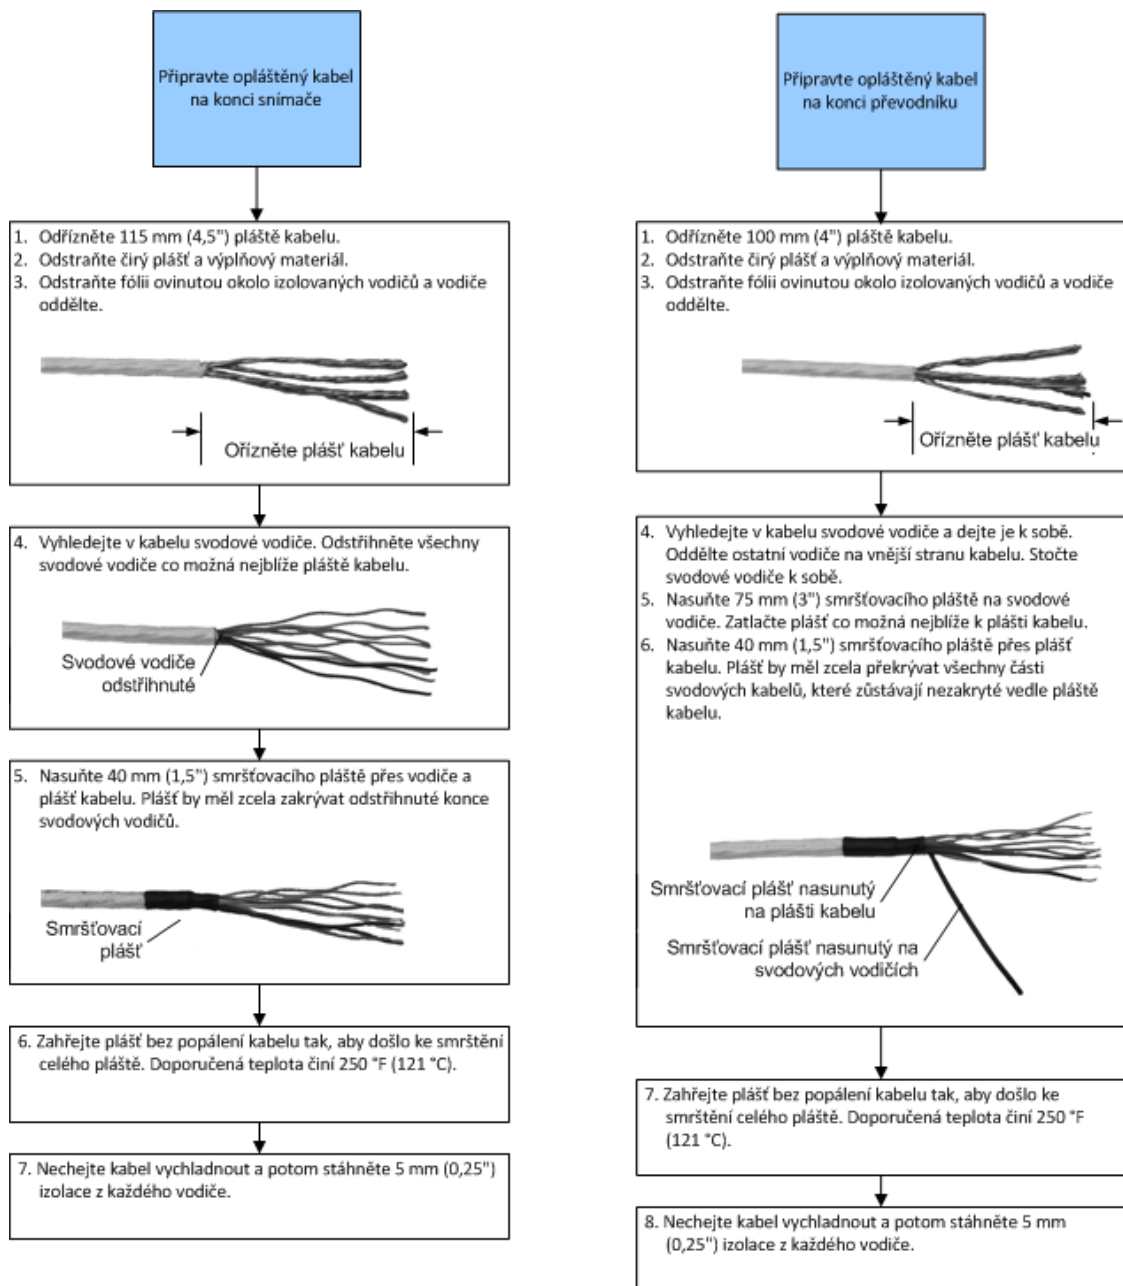 Připravte opláštěný kabel
na konci snímače
1. Odřízněte 115 mm (4,5") pláště kabelu.
2. Odstraňte čirý plášť a výplňový materiál.
3. Odstraňte fólii ovinutou okolo izolovaných vodičů a vodiče
oddělte.
Ořízněte plášť kabelu
4. Vyhledejte v kabelu svodové vodiče. Odstřihněte všechny
svodové vodiče co možná nejblíže pláště kabelu.
Svodové vodiče
odstřihnuté
5. Nasuňte 40 mm (1,5") smršťovacího pláště přes vodiče a
plášť kabelu. Plášť by měl zcela zakrývat odstřihnuté konce
svodových vodičů.
Smršťovací
plášť
6. Zahřejte plášť bez popálení kabelu tak, aby došlo ke smrštění
celého pláště. Doporučená teplota činí 250 °F (121 °C).
7. Nechejte kabel vychladnout a potom stáhněte 5 mm (0,25")
izolace z každého vodiče.
Připravte opláštěný kabel
na konci převodníku
1. Odřízněte 100 mm (4") pláště kabelu.
2. Odstraňte čirý plášť a výplňový materiál.
3. Odstraňte fólii ovinutou okolo izolovaných vodičů a vodiče
oddělte.
Ořízněte plášť kabelu
4. Vyhledejte v kabelu svodové vodiče a dejte je k sobě.
Oddělte ostatní vodiče na vnější stranu kabelu. Stočte
svodové vodiče k sobě.
5. Nasuňte 75 mm (3") smršťovacího pláště na svodové
vodiče. Zatlačte plášť co možná nejblíže k plášti kabelu.
6. Nasuňte 40 mm (1,5") smršťovacího pláště přes plášť
kabelu. Plášť by měl zcela překrývat všechny části
svodových kabelů, které zůstávají nezakryté vedle pláště
kabelu.
Smršťovací plášť nasunutý
na plášti kabelu
Smršťovací plášť nasunutý na
svodových vodičích
7. Zahřejte plášť bez popálení kabelu tak, aby došlo ke
smrštění celého pláště. Doporučená teplota činí 250 °F
(121 °C).
8. Nechejte kabel vychladnout a potom stáhněte 5 mm
(0,25") izolace z každého vodiče.